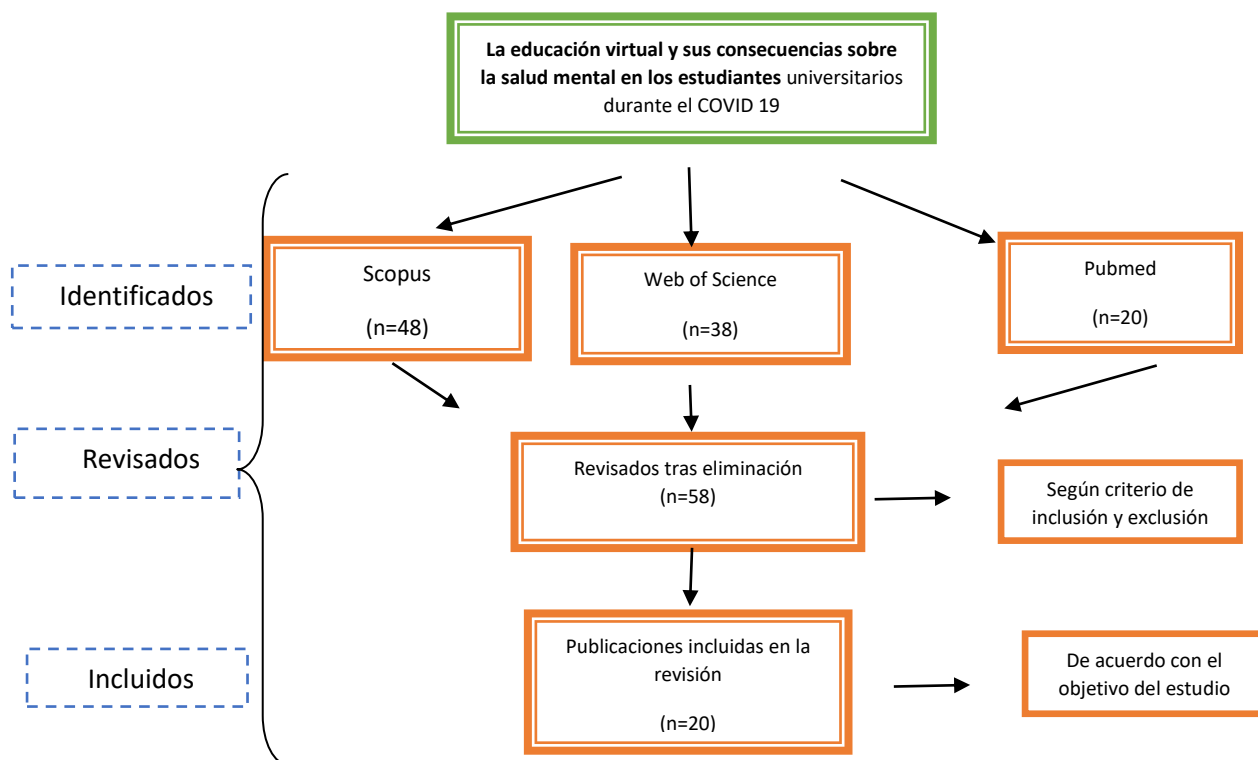 La educación virtual y sus consecuencias sobre
la salud mental en los estudiantes universitarios
durante el COVID 19
Identificados
Scopus
(n=48)
Web of Science
(n=38)
Pubmed
(n=20)
Revisados
Revisados tras eliminación
(n=58)
Según criterio de
inclusión y exclusión
Incluidos
Publicaciones incluidas en la
revisión
(n=20)
De acuerdo con el
objetivo del estudio